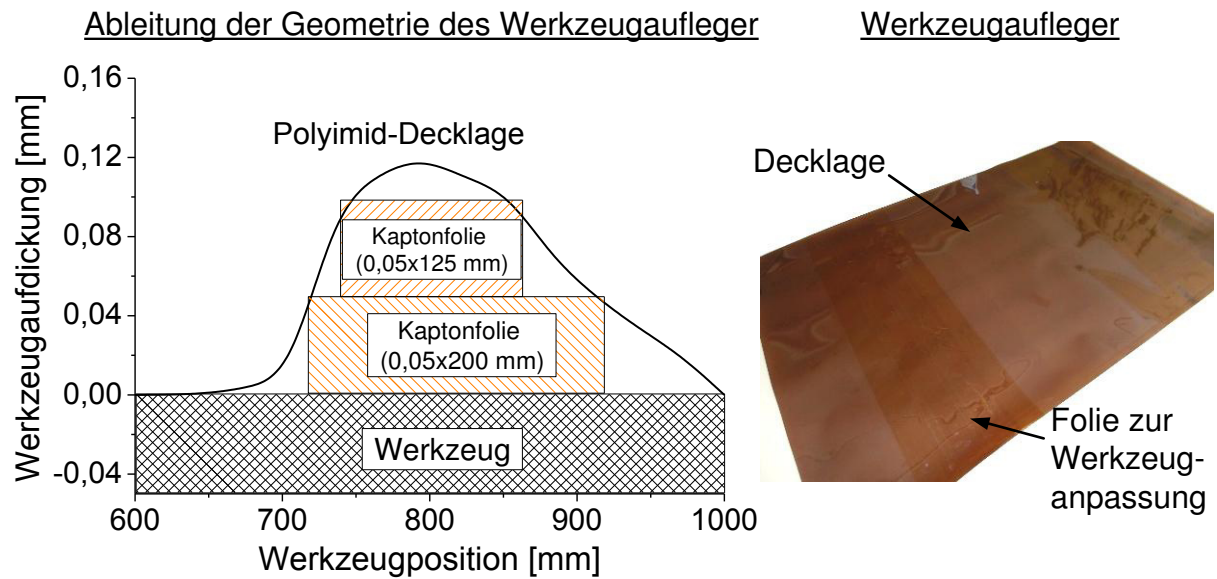 Ableitung der Geometrie des Werkzeugaufleger
Werkzeugaufleger
0,16
0,12
0,08
0,04
0,00
-0,04
Werkzeugaufdickung [mm]
Polyimid-Decklage
Kaptonfolie
(0,05x125 mm)
Kaptonfolie
(0,05x200 mm)
Werkzeug
600
700
800
900
1000
Werkzeugposition [mm]
Decklage
Folie zur
Werkzeug-
anpassung